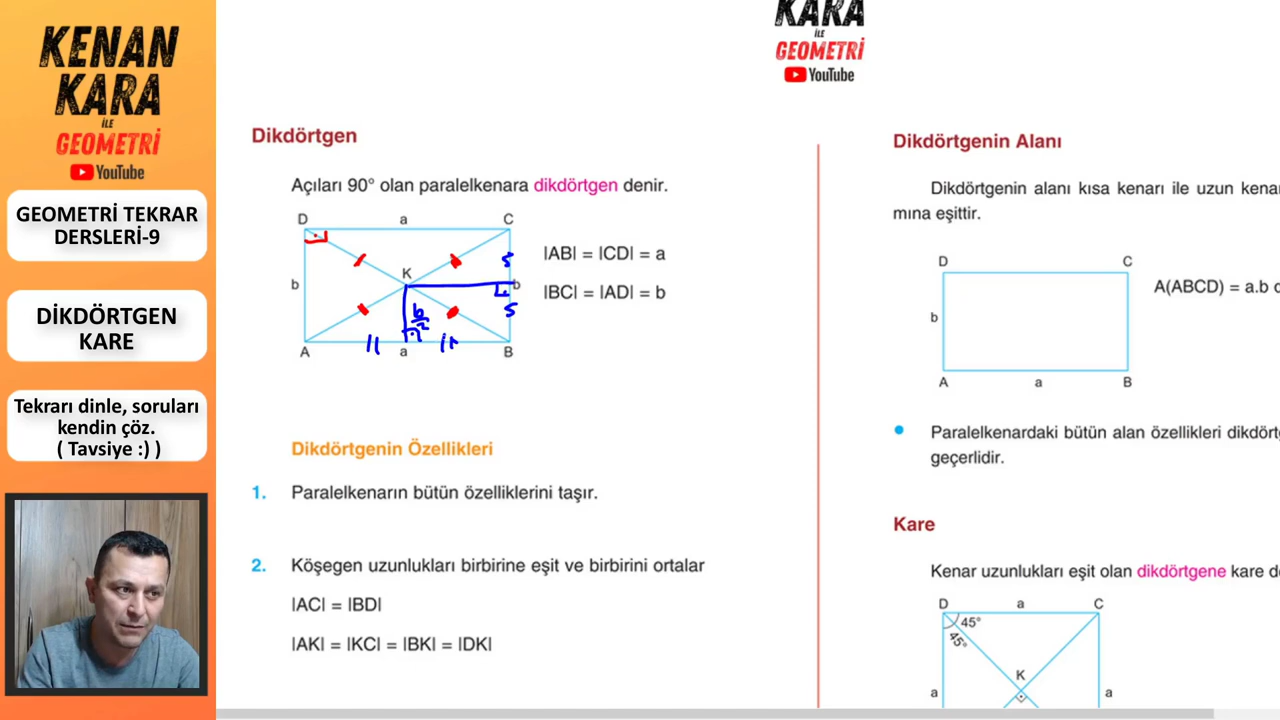 KENAN
KARA
İLE
GEOMETRİ
YouTube
GEOMETRİ TEKRAR
DERSLERİ-9
DİKDÖRTGEN
KARE
Tekrarı dinle, soruları
kendin çöz.
( Tavsiye :) )
KARA
İLE
GEOMETRİ
YouTube
Dikdörtgen
Açıları 90° olan paralelkenara dikdörtgen denir.
D a C
|AB| = |CD| = a
K
5
b b
|BC| = |AD| = b
b/2
5
A a B
Dikdörtgenin Özellikleri
1. Paralelkenarın bütün özelliklerini taşır.
2. Köşegen uzunlukları birbirine eşit ve birbirini ortalar
|AC| = |BD|
|AK| = |KC| = |BK| = |DK|
Dikdörtgenin Alanı
Dikdörtgenin alanı kısa kenarı ile uzun kena
mına eşittir.
D C
A(ABCD) = a.b
b
A a B
Paralelkenardaki bütün alan özellikleri dikdört
geçerlidir.
Kare
Kenar uzunlukları eşit olan dikdörtgene kare d
D a C
45°
45°
K
a a